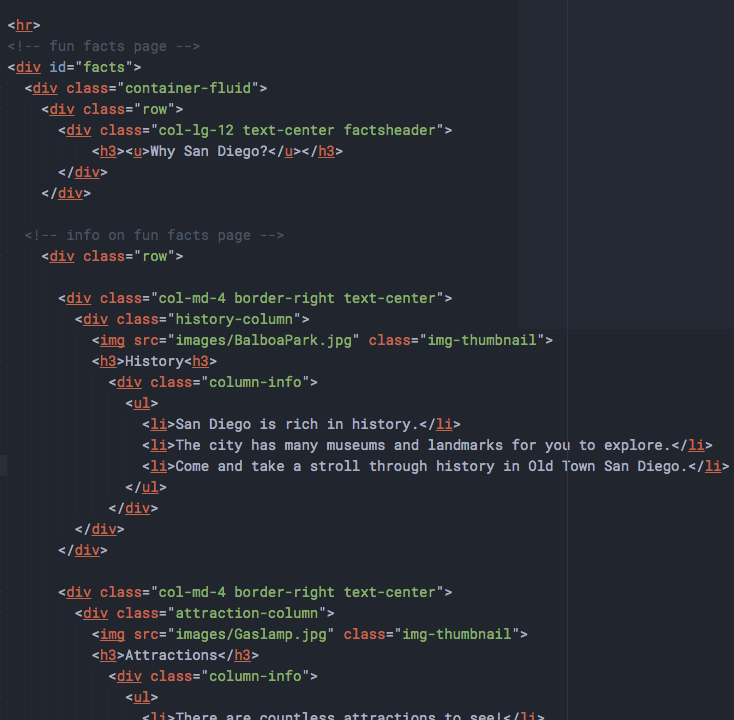 <hr>
<!-- fun facts page -->
<div id="facts">
<div class="container-fluid">
<div class="row">
<div class="col-lg-12 text-center factsheader">
<h3><u>Why San Diego?</u></h3>
</div>
</div>
<!-- info on fun facts page -->
<div class="row">
<div class="col-md-4 border-right text-center">
<div class="history-column">
<img src="images/BalboaPark.jpg" class="img-thumbnail">
<h3>History<h3>
<div class="column-info">
<ul>
<li>San Diego is rich in history.</li>
<li>The city has many museums and landmarks for you to explore.</li>
<li>Come and take a stroll through history in Old Town San Diego.</li>
</ul>
</div>
</div>
</div>
<div class="col-md-4 border-right text-center">
<div class="attraction-column">
<img src="images/Gaslamp.jpg" class="img-thumbnail">
<h3>Attractions</h3>
<div class="column-info">
<ul>
<li>There are countless attractions to see!</li>